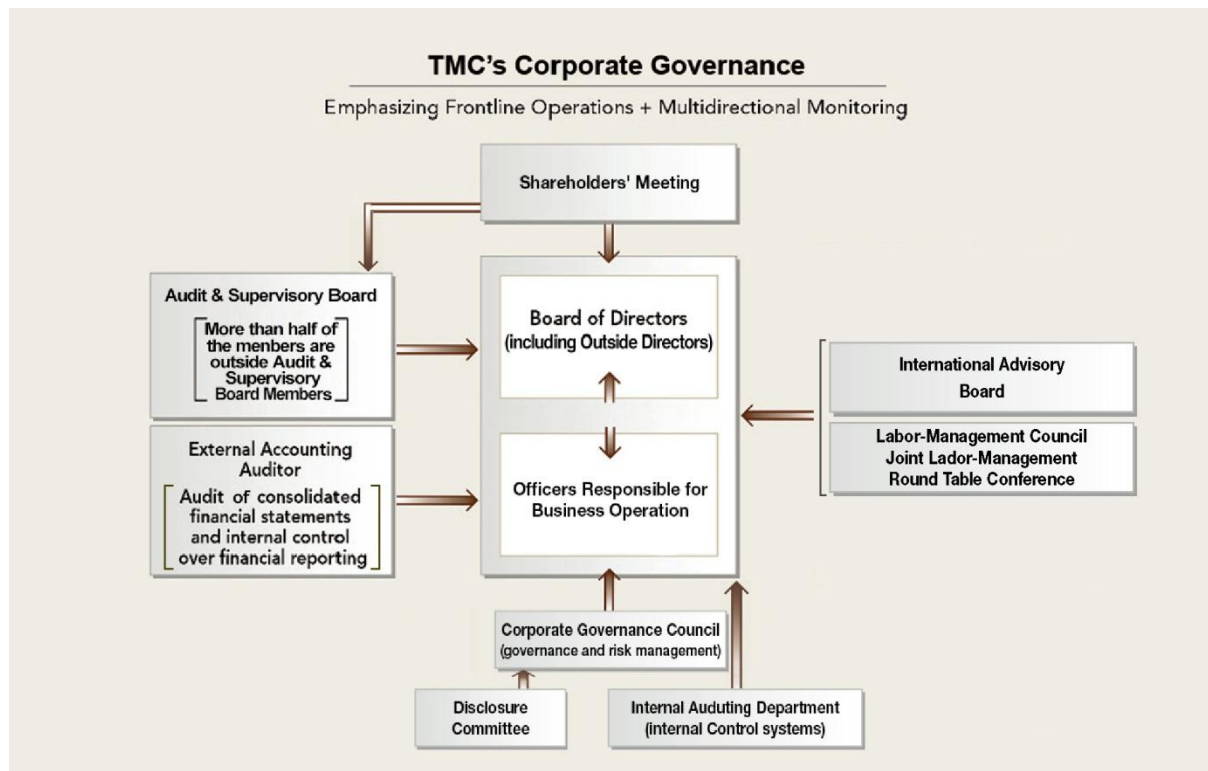 TMC's Corporate Governance
Emphasizing Frontline Operations + Multidirectional Monitoring
Shareholders' Meeting
Audit & Supervisory Board
More than half of
the menbers are
outside Audit &
Supervisory
Board Members
Board of Directors
(including Outside Directors)
International Advisory
Board
Labor-Management Council
Joint Lador-Management
Round Table Conference
External Accounting
Auditor
Audit of consolidated
financial statements
and internal control
over financial reporting
Officers Responsible for
Business Operation
Corporate Governance Council
(governance and risk management)
Disclosure
Committee
Internal Auduting Department
(internal Control systems)